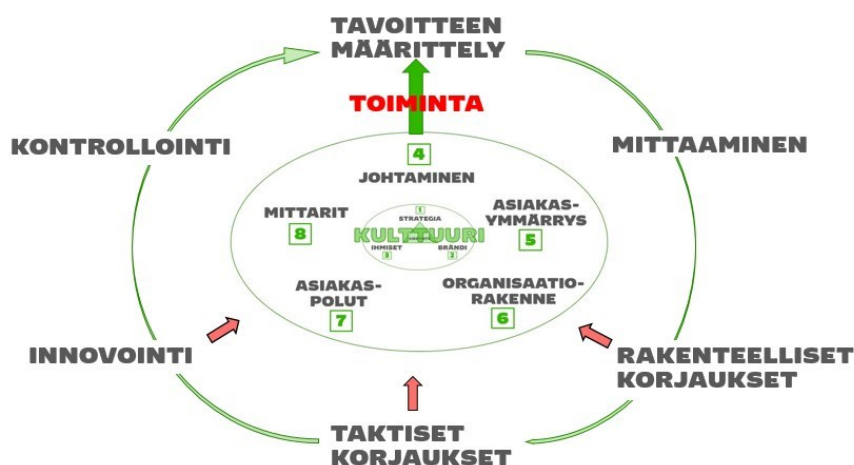 TAVOITTEEN
MÄÄRITTELY
TOIMINTA
KONTROLLOINTI
MITTAAMINEN
4
JOHTAMINEN
MITTARIT
8
ASIAKAS-
YMMÄRRYS
5
1
STRATEGIA
KULTTUURI
IHMISET
BRÄNDI
3
2
ASIAKAS-
POLUT
7
ORGANISAATIO-
RAKENNE
6
INNOVOINTI
RAKENTEELLISET
KORJAUKSET
TAKTISET
KORJAUKSET